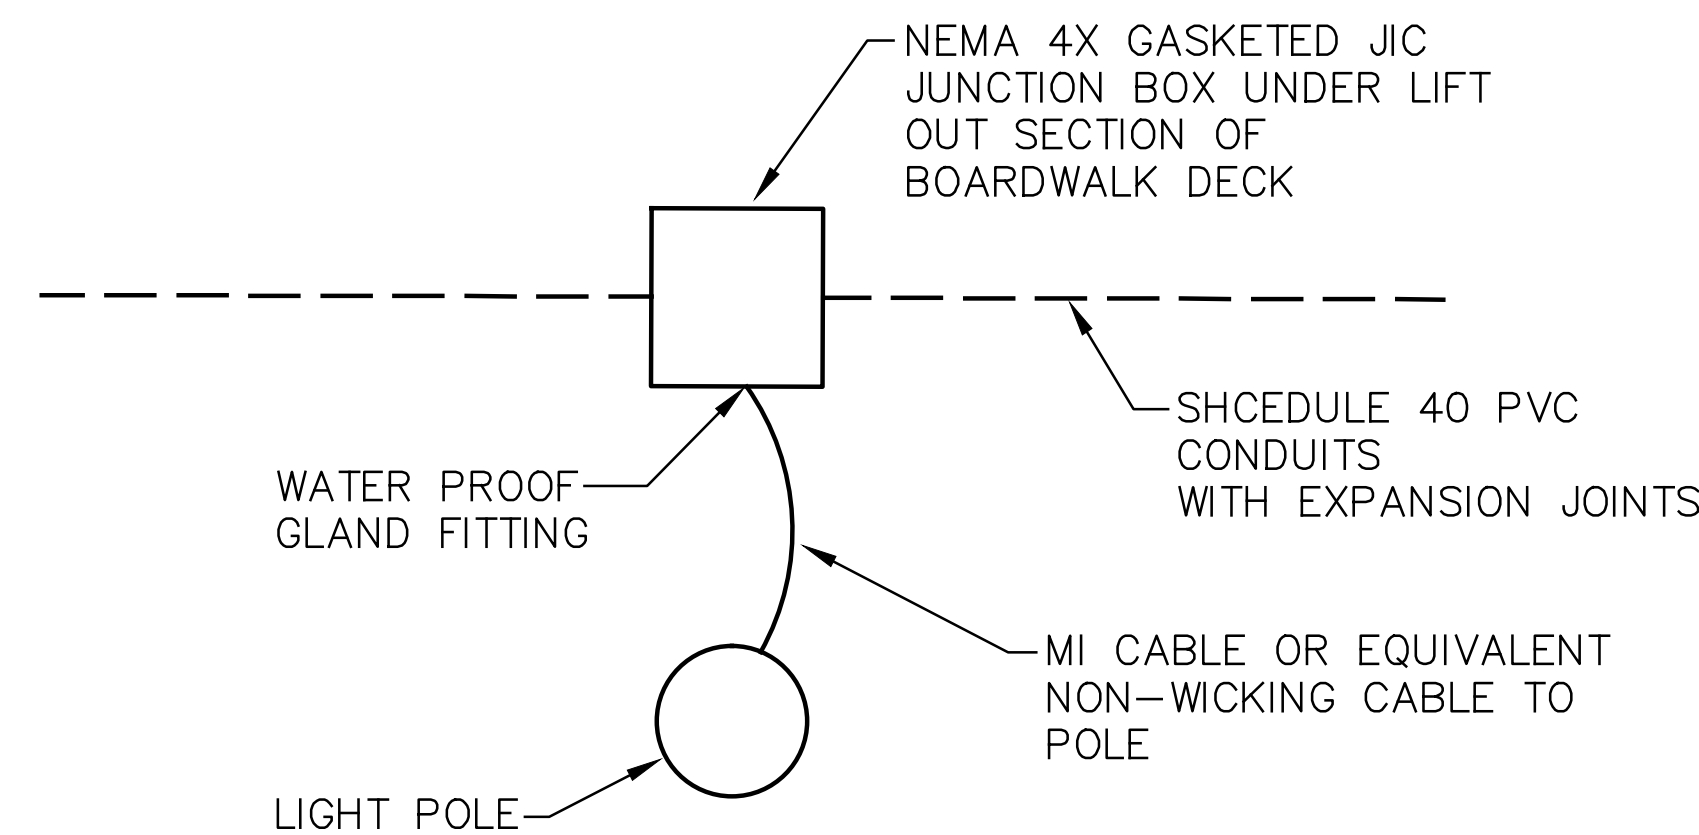 NEMA 4X GASKETED JIC
JUNCTION BOX UNDER LIFT
OUT SECTION OF
BOARDWALK DECK
SHCEDULE 40 PVC
CONDUITS
WITH EXPANSION JOINTS
WATER PROOF
GLAND FITTING
MI CABLE OR EQUIVALENT
NON-WICKING CABLE TO
POLE
LIGHT POLE